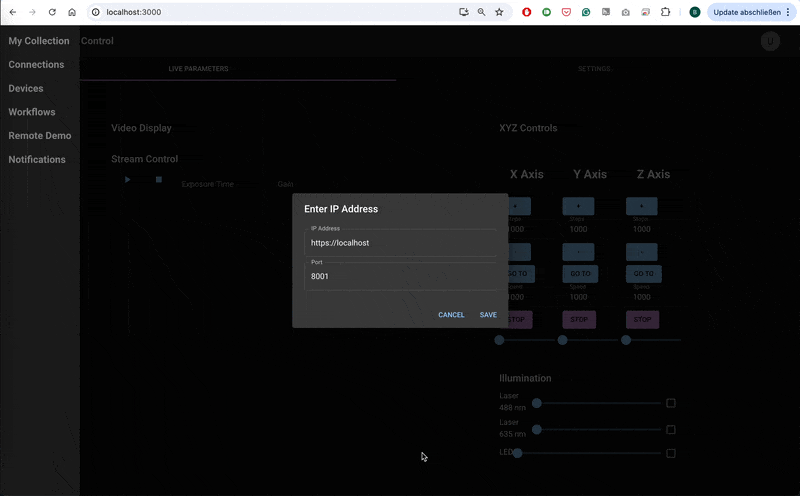 localhost:3000
Update abschließen
B
My Collection
Control
U
Connections
LIVE PARAMETERS
SETTINGS
Devices
Workflows
Remote Demo
Notifications
Video Display
XYZ Controls
Stream Control
Exposure Time
Gain
X Axis
Y Axis
Z Axis
+
+
+
Steps
Steps
1000
1000
1000
-
-
-
GO TO
GO TO
GO TO
Speed
Speed
Speed
1000
1000
1000
STOP
STOP
STOP
Enter IP Address
IP Address
https://localhost
Port
8001
CANCEL
SAVE
Illumination
Laser
488 nm
Laser
635 nm
LED